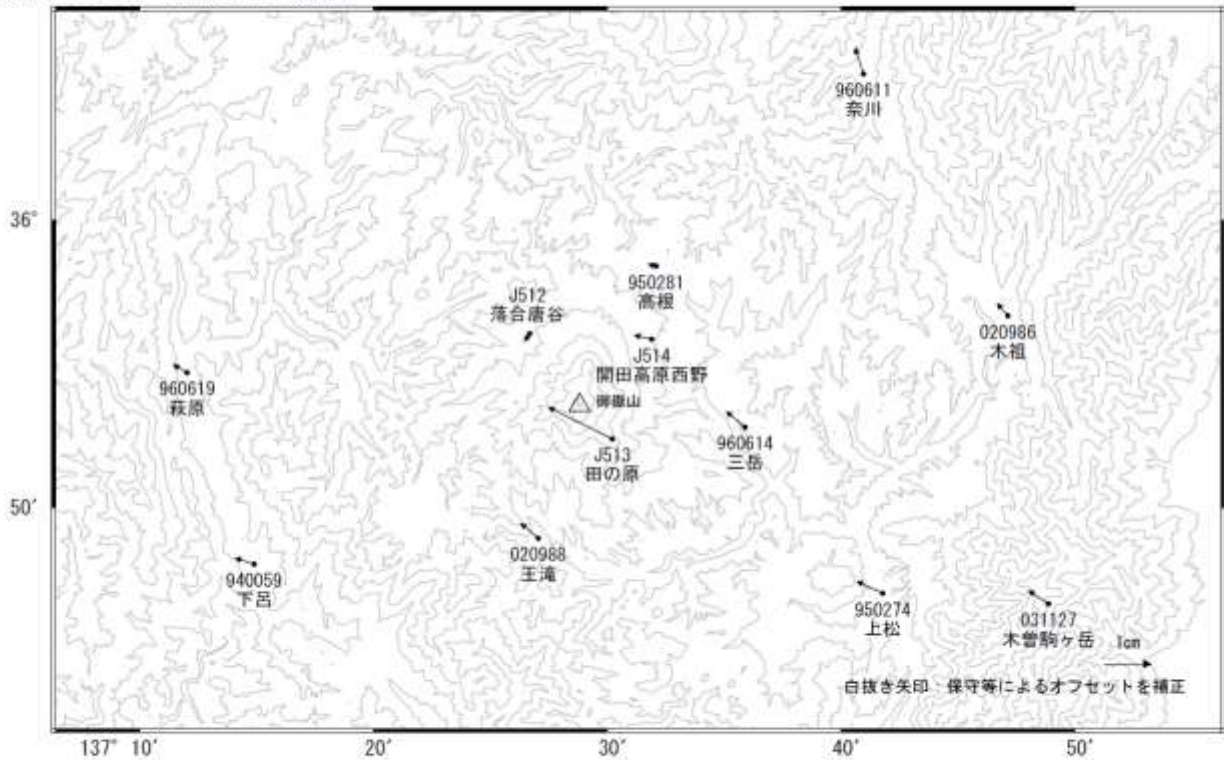 960611
奈川
36°
950281
高根
J512
落合唐谷
020986
木祖
J514
開田高原西野
960619
萩原
御嶽山
960614
三岳
J513
田の原
50′
020988
王滝
940059
下呂
950274
上松
031127
木曽駒ヶ岳
1cm
白抜き矢印：保守等によるオフセットを補正
137° 10′ 20′ 30′ 40′ 50′